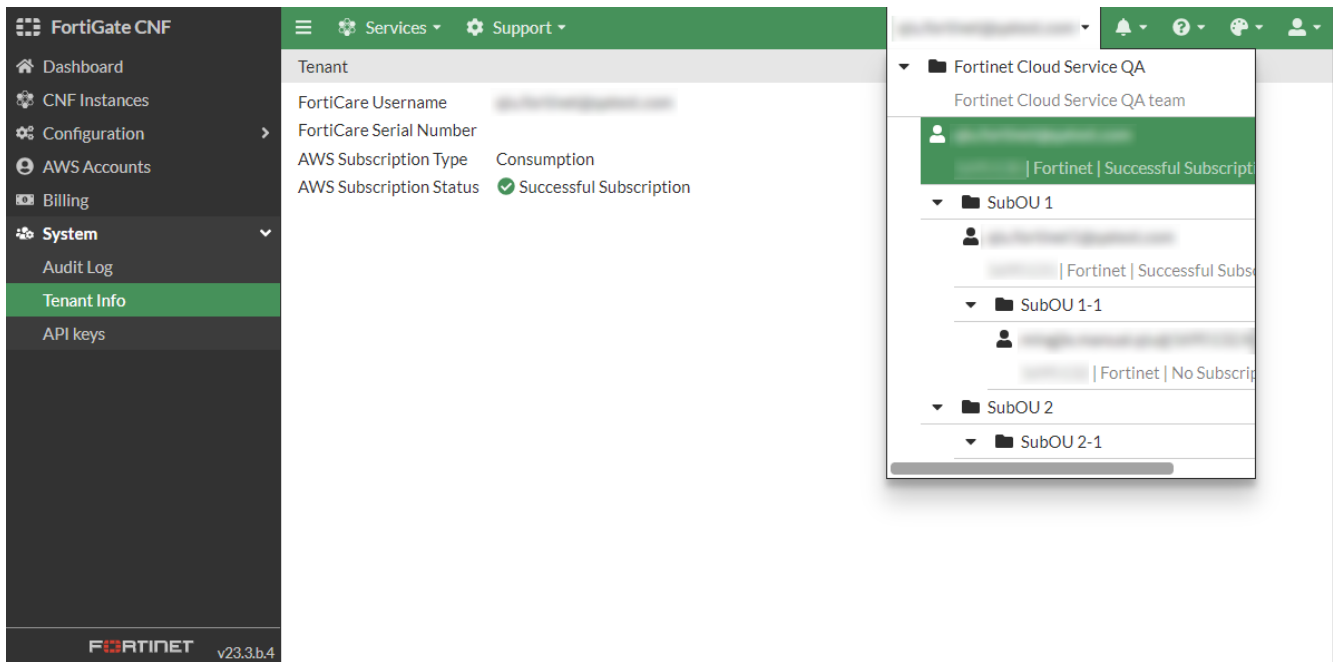 FortiGate CNF
Services
Support
Dashboard
CNF Instances
Configuration
AWS Accounts
Billing
System
Audit Log
Tenant Info
API keys
FORTINET
v23.3.b.4
Tenant
FortiCare Username
FortiCare Serial Number
AWS Subscription Type Consumption
AWS Subscription Status Successful Subscription
Fortinet Cloud Service QA
Fortinet Cloud Service QA team
| Fortinet | Successful Subscripti
SubOU 1
| Fortinet | Successful Subsc
SubOU 1-1
| Fortinet | No Subscrip
SubOU 2
SubOU 2-1